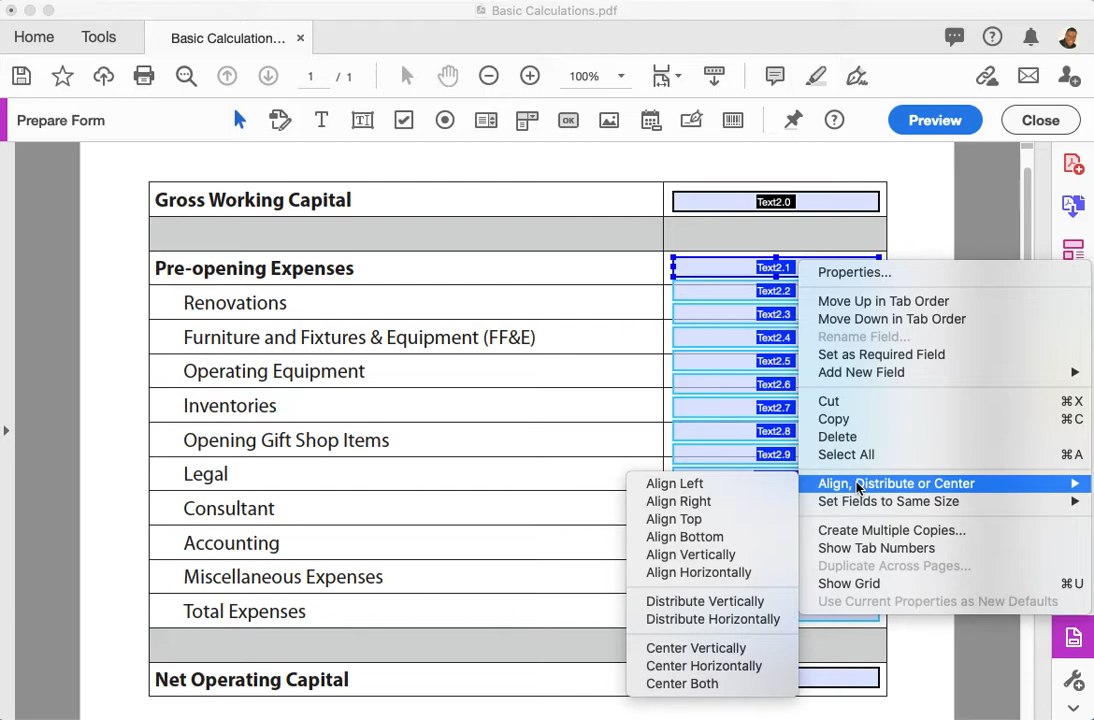 Basic Calculations.pdf
Home Tools Basic Calculation... ×
1 / 1 100%
Prepare Form Preview Close
Gross Working Capital Text2.0
Pre-opening Expenses Text2.1
Renovations Text2.2
Text2.3
Furniture and Fixtures & Equipment (FF&E) Text2.4
Operating Equipment Text2.5
Text2.6
Inventories Text2.7
Opening Gift Shop Items Text2.8
Text2.9
Legal
Consultant
Accounting
Miscellaneous Expenses
Total Expenses
Net Operating Capital
Properties...
Move Up in Tab Order
Move Down in Tab Order
Rename Field...
Set as Required Field
Add New Field
Cut ⌘X
Copy ⌘C
Delete
Select All ⌘A
Align, Distribute or Center
Set Fields to Same Size
Create Multiple Copies...
Show Tab Numbers
Duplicate Across Pages...
Show Grid ⌘U
Use Current Properties as New Defaults
Align Left
Align Right
Align Top
Align Bottom
Align Vertically
Align Horizontally
Distribute Vertically
Distribute Horizontally
Center Vertically
Center Horizontally
Center Both